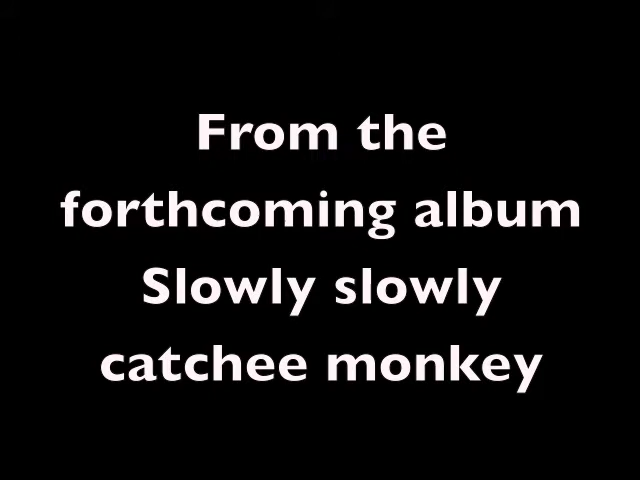 From the
forthcoming album
Slowly slowly
catchee monkey